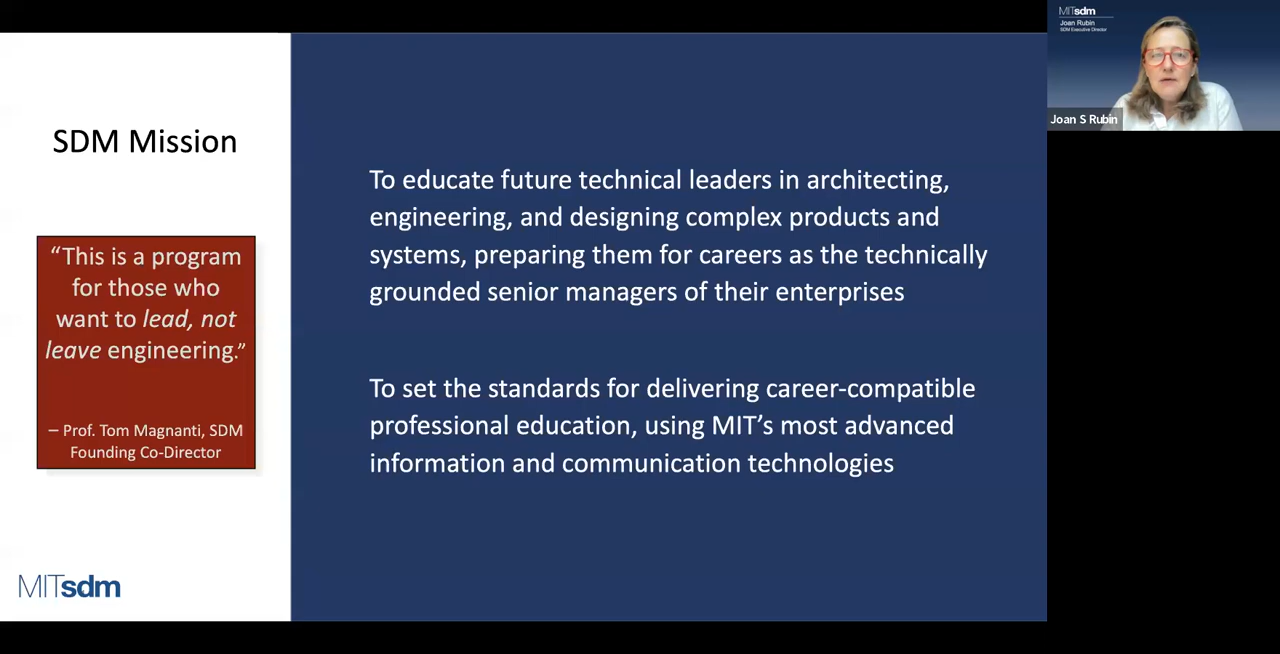 SDM Mission
“This is a program
for those who
want to lead, not
leave engineering.”
– Prof. Tom Magnanti, SDM
Founding Co-Director
MITsdm
To educate future technical leaders in architecting,
engineering, and designing complex products and
systems, preparing them for careers as the technically
grounded senior managers of their enterprises
To set the standards for delivering career-compatible
professional education, using MIT’s most advanced
information and communication technologies
MITsdm
Joan Rubin
SDM Executive Director
Joan S Rubin